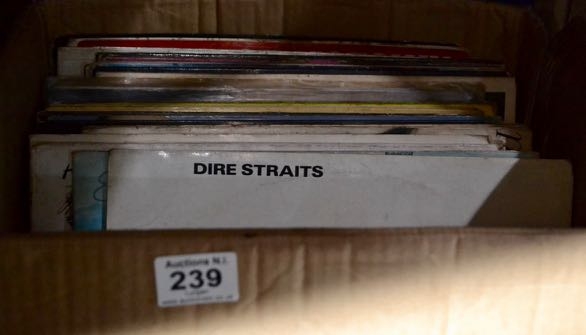 DIRE STRAITS
Auctions N.I.
239